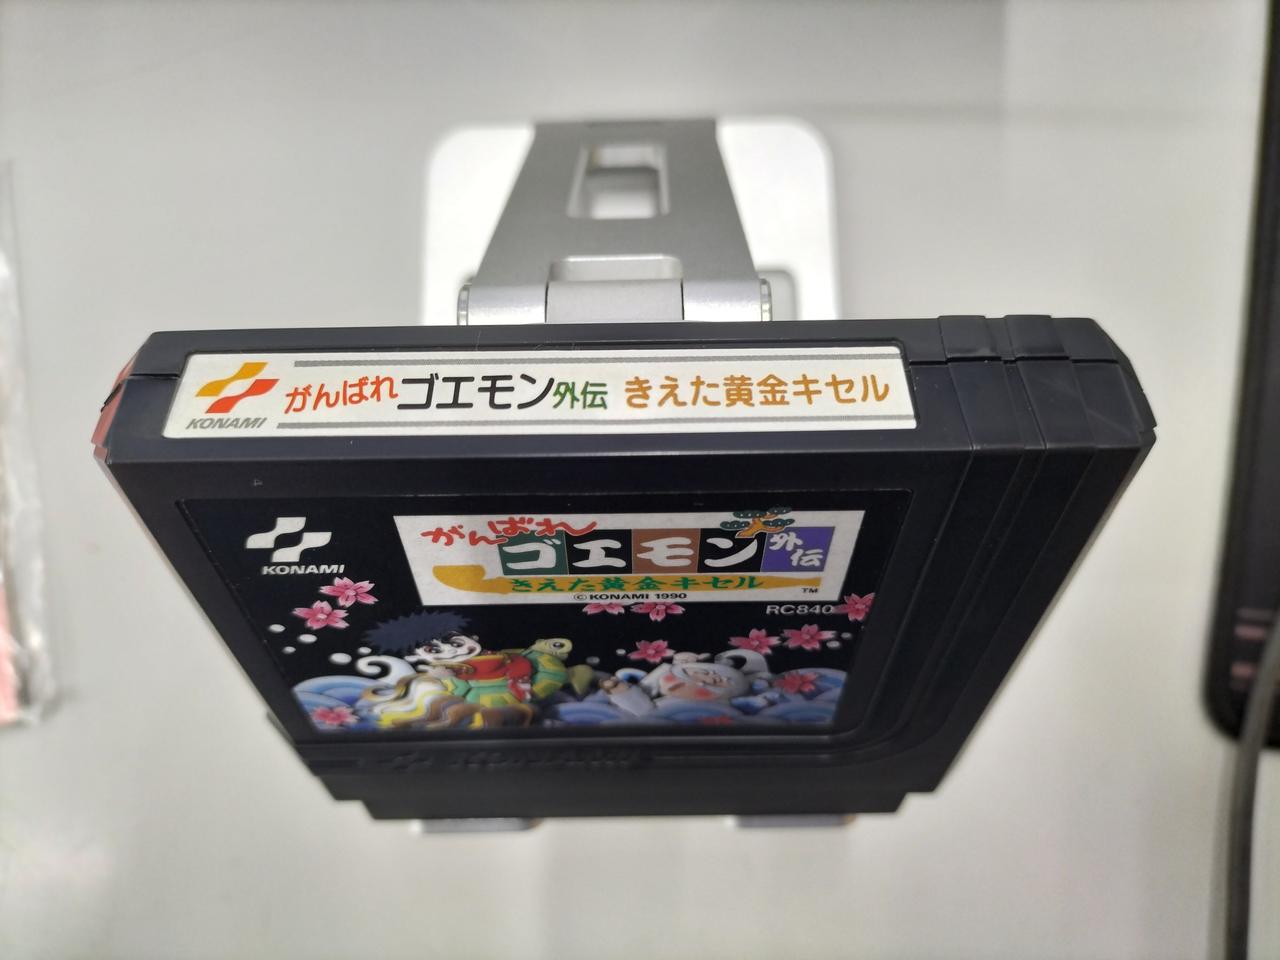 KONAMI
がんばれゴエモン外伝 きえた黄金キセル
KONAMI
がんばれ
ゴエモン外伝
きえた黄金キセル
©KONAMI 1990
TM
RC840
KONAMI